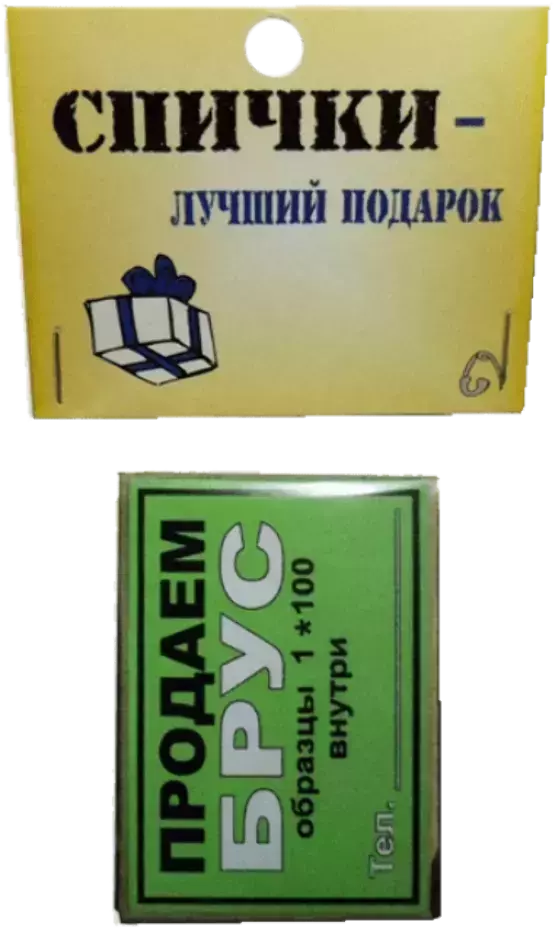 СПИЧКИ -
ЛУЧШИЙ ПОДАРОК
ПРОДАЕМ
БРУС
образцы 1*100
внутри
Тел.